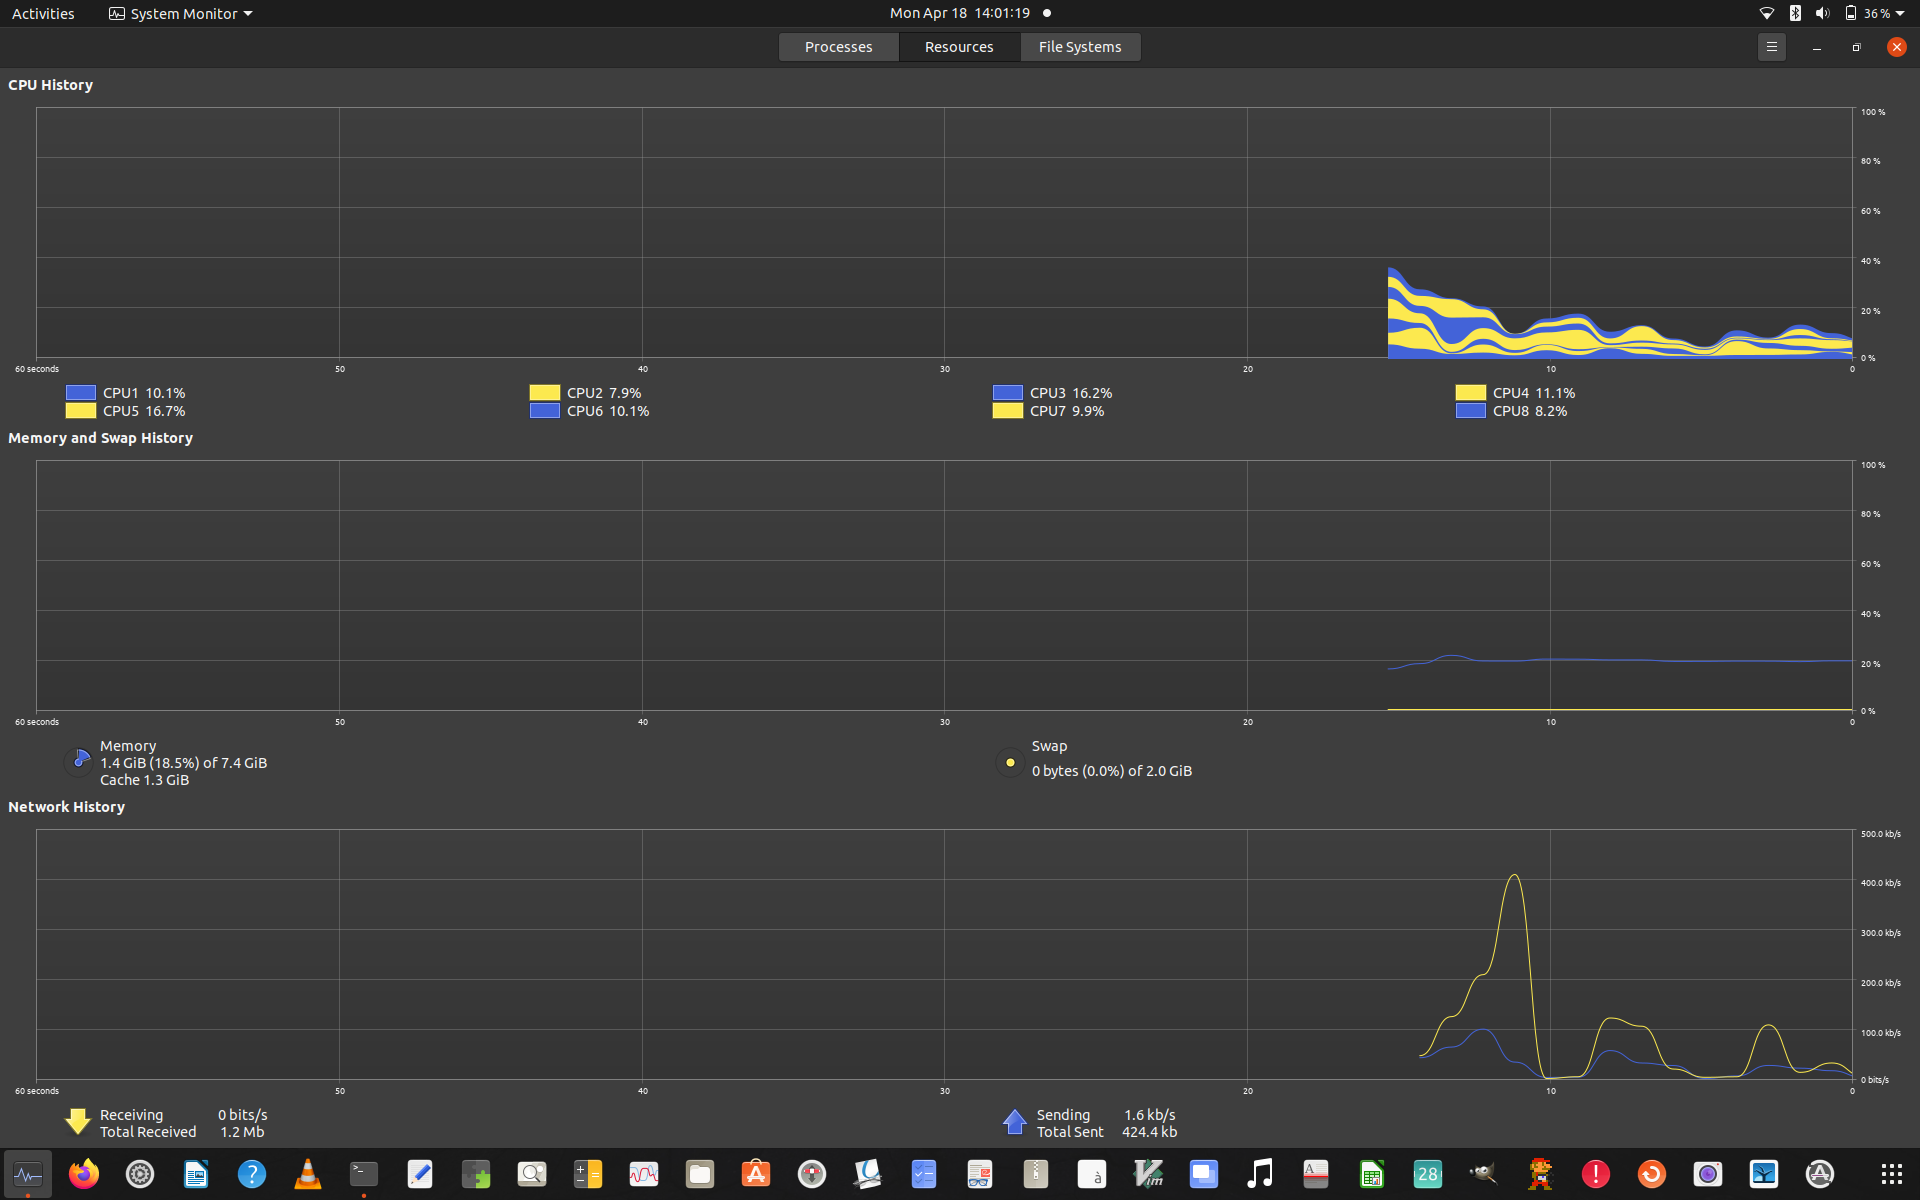 Activities System Monitor Mon Apr 18 14:01:19 36 %
Processes Resources File Systems
CPU History
100 %
80 %
60 %
40 %
20 %
0 %
60 seconds 50 40 30 20 10 0
CPU1 10.1% CPU2 7.9% CPU3 16.2% CPU4 11.1%
CPU5 16.7% CPU6 10.1% CPU7 9.9% CPU8 8.2%
Memory and Swap History
100 %
80 %
60 %
40 %
20 %
0 %
60 seconds 50 40 30 20 10 0
Memory Swap
1.4 GiB (18.5%) of 7.4 GiB 0 bytes (0.0%) of 2.0 GiB
Cache 1.3 GiB
Network History
500.0 kb/s
400.0 kb/s
300.0 kb/s
200.0 kb/s
100.0 kb/s
0 bits/s
60 seconds 50 40 30 20 10 0
Receiving 0 bits/s Sending 1.6 kb/s
Total Received 1.2 Mb Total Sent 424.4 kb
>_ ? à Vim A 28 !